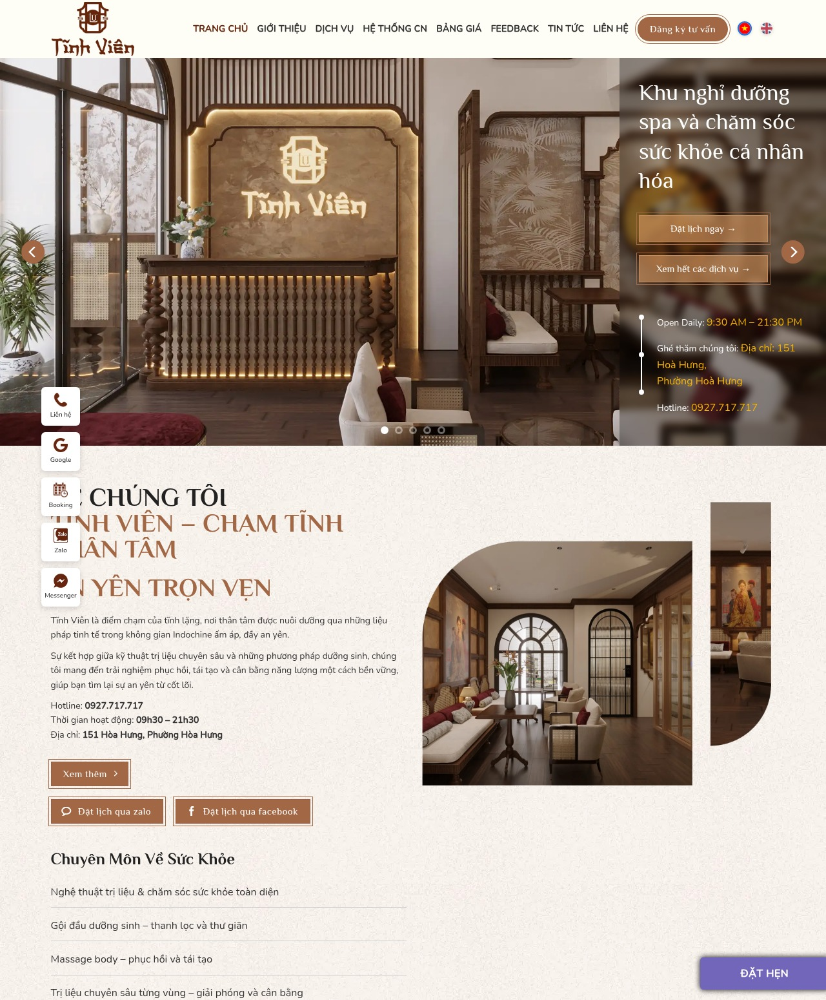 LU
Tĩnh Viên
TRANG CHỦ GIỚI THIỆU DỊCH VỤ HỆ THỐNG CN BẢNG GIÁ FEEDBACK TIN TỨC LIÊN HỆ Đăng ký tư vấn
LU
Tĩnh Viên
Khu nghỉ dưỡng
spa và chăm sóc
sức khỏe cá nhân
hóa
Đặt lịch ngay →
Xem hết các dịch vụ →
Open Daily: 9:30 AM – 21:30 PM
Ghé thăm chúng tôi: Địa chỉ: 151
Hoà Hưng,
Phường Hoà Hưng
Hotline: 0927.717.717
Liên hệ
Google
Booking
Zalo
Zalo
Messenger
CHÚNG TÔI
VIÊN – CHẠM TĨNH
TÂM
YÊN TRỌN VẸN
Tĩnh Viên là điểm chạm của tĩnh lặng, nơi thân tâm được nuôi dưỡng qua những liệu
pháp tinh tế trong không gian Indochine ấm áp, đầy an yên.
Sự kết hợp giữa kỹ thuật trị liệu chuyên sâu và những phương pháp dưỡng sinh, chúng
tôi mang đến trải nghiệm phục hồi, tái tạo và cân bằng năng lượng một cách bền vững,
giúp bạn tìm lại sự an yên từ cốt lõi.
Hotline: 0927.717.717
Thời gian hoạt động: 09h30 – 21h30
Địa chỉ: 151 Hòa Hưng, Phường Hòa Hưng
Xem thêm
Đặt lịch qua zalo
Đặt lịch qua facebook
Chuyên Môn Về Sức Khỏe
Nghệ thuật trị liệu & chăm sóc sức khỏe toàn diện
Gội đầu dưỡng sinh – thanh lọc và thư giãn
Massage body – phục hồi và tái tạo
Trị liệu chuyên sâu từng vùng – giải phóng và cân bằng
ĐẶT HẸN